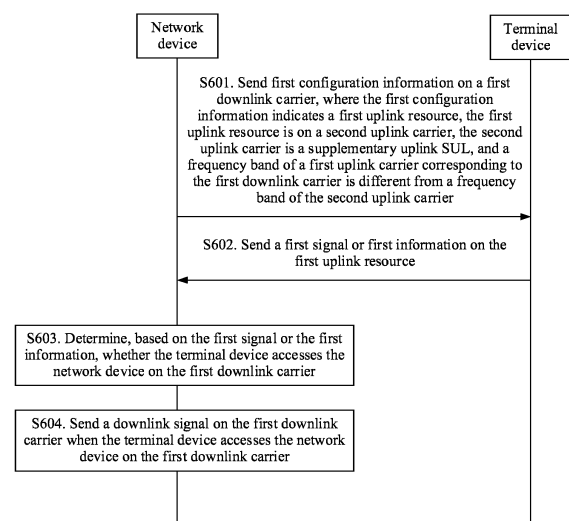 Network
device
Terminal
device
S601. Send first configuration information on a first
downlink carrier, where the first configuration
information indicates a first uplink resource, the first
uplink resource is on a second uplink carrier, the second
uplink carrier is a supplementary uplink SUL, and a
frequency band of a first uplink carrier corresponding to
the first downlink carrier is different from a frequency
band of the second uplink carrier
S602. Send a first signal or first information on the
first uplink resource
S603. Determine, based on the first signal or the first
information, whether the terminal device accesses the
network device on the first downlink carrier
S604. Send a downlink signal on the first downlink
carrier when the terminal device accesses the network
device on the first downlink carrier